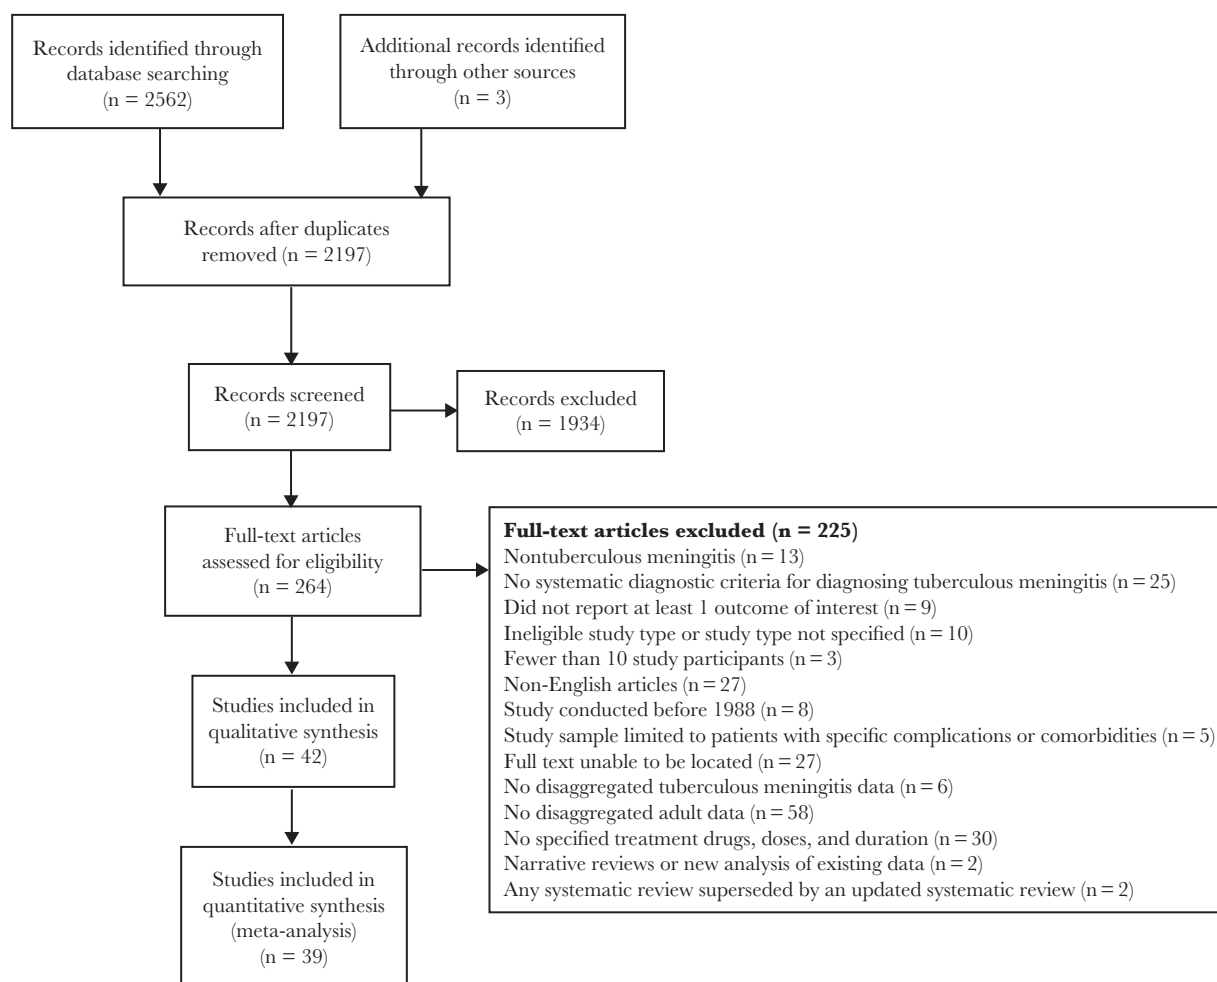 Records identified through
database searching
(n = 2562)
Additional records identified
through other sources
(n = 3)
Records after duplicates
removed (n = 2197)
Records screened
(n = 2197)
Records excluded
(n = 1934)
Full-text articles
assessed for eligibility
(n = 264)
Full-text articles excluded (n = 225)
Nontuberculous meningitis (n = 13)
No systematic diagnostic criteria for diagnosing tuberculous meningitis (n = 25)
Did not report at least 1 outcome of interest (n = 9)
Ineligible study type or study type not specified (n = 10)
Fewer than 10 study participants (n = 3)
Non-English articles (n = 27)
Study conducted before 1988 (n = 8)
Study sample limited to patients with specific complications or comorbidities (n = 5)
Full text unable to be located (n = 27)
No disaggregated tuberculous meningitis data (n = 6)
No disaggregated adult data (n = 58)
No specified treatment drugs, doses, and duration (n = 30)
Narrative reviews or new analysis of existing data (n = 2)
Any systematic review superseded by an updated systematic review (n = 2)
Studies included in
qualitative synthesis
(n = 42)
Studies included in
quantitative synthesis
(meta-analysis)
(n = 39)